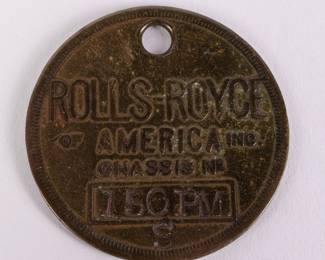 ROLLS-ROYCE
OF AMERICA INC.
CHASSIS Nº
150PM
S